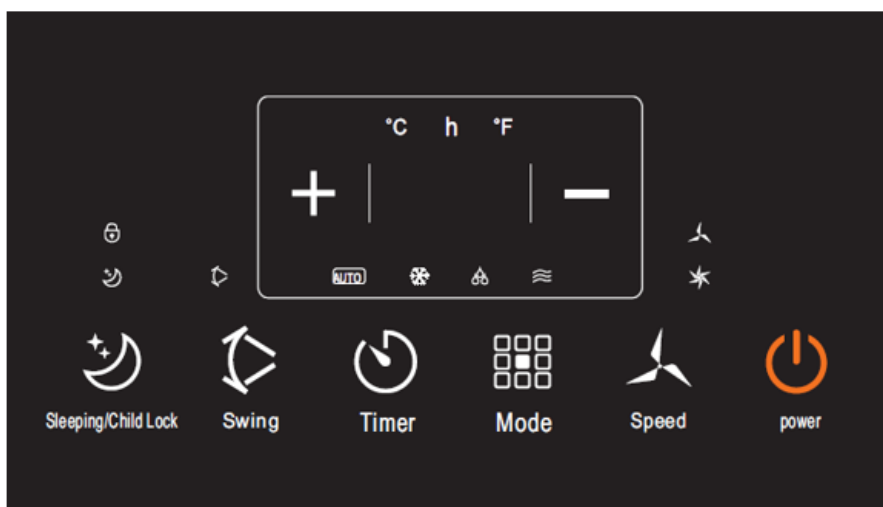 °C h °F
+ −
AUTO
Sleeping/Child Lock Swing Timer Mode Speed power